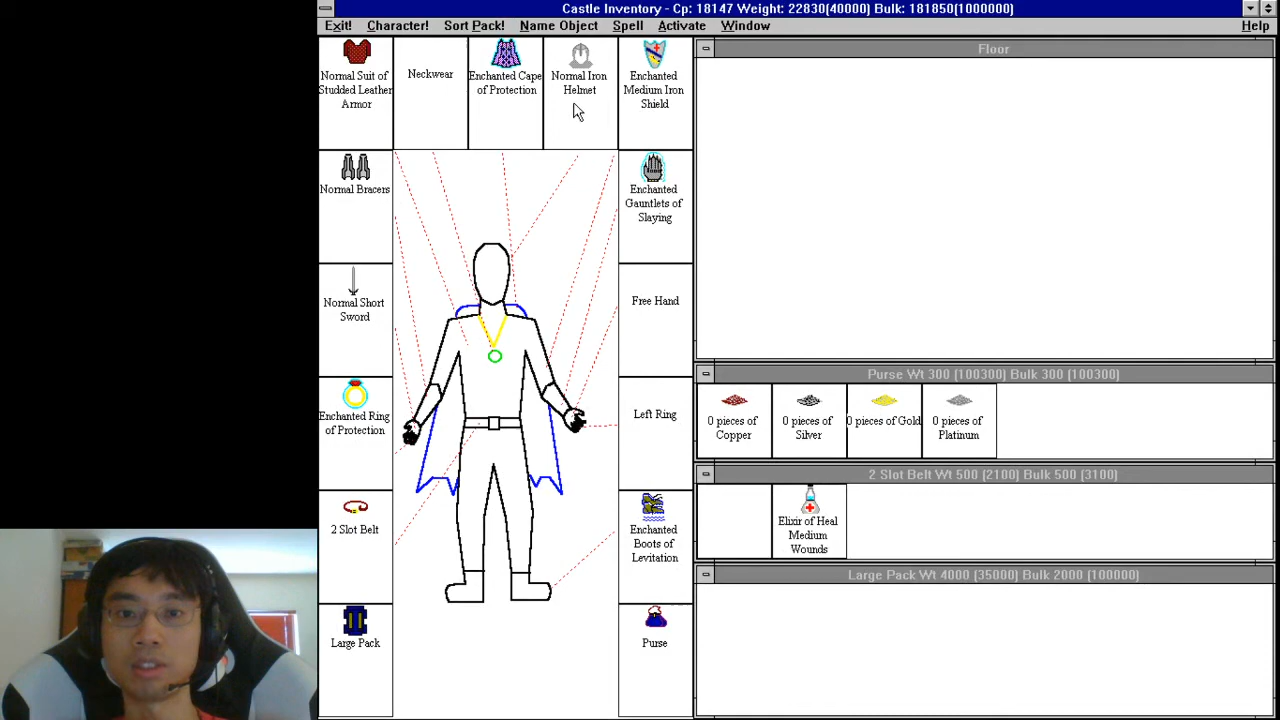 Castle Inventory - Cp: 18147 Weight: 22830(40000) Bulk: 181850(1000000)
Exit! Character! Sort Pack! Name Object Spell Activate Window Help
Normal Suit of
Studded Leather
Armor
Neckwear
Enchanted Cape
of Protection
Normal Iron
Helmet
Enchanted
Medium Iron
Shield
Normal Bracers
Enchanted
Gauntlets of
Slaying
Normal Short
Sword
Free Hand
Enchanted Ring
of Protection
Left Ring
2 Slot Belt
Enchanted
Boots of
Levitation
Large Pack
Purse
Floor
Purse Wt 300 (100300) Bulk 300 (100300)
0 pieces of
Copper
0 pieces of
Silver
0 pieces of Gold
0 pieces of
Platinum
2 Slot Belt Wt 500 (2100) Bulk 500 (3100)
Elixir of Heal
Medium
Wounds
Large Pack Wt 4000 (35000) Bulk 2000 (100000)